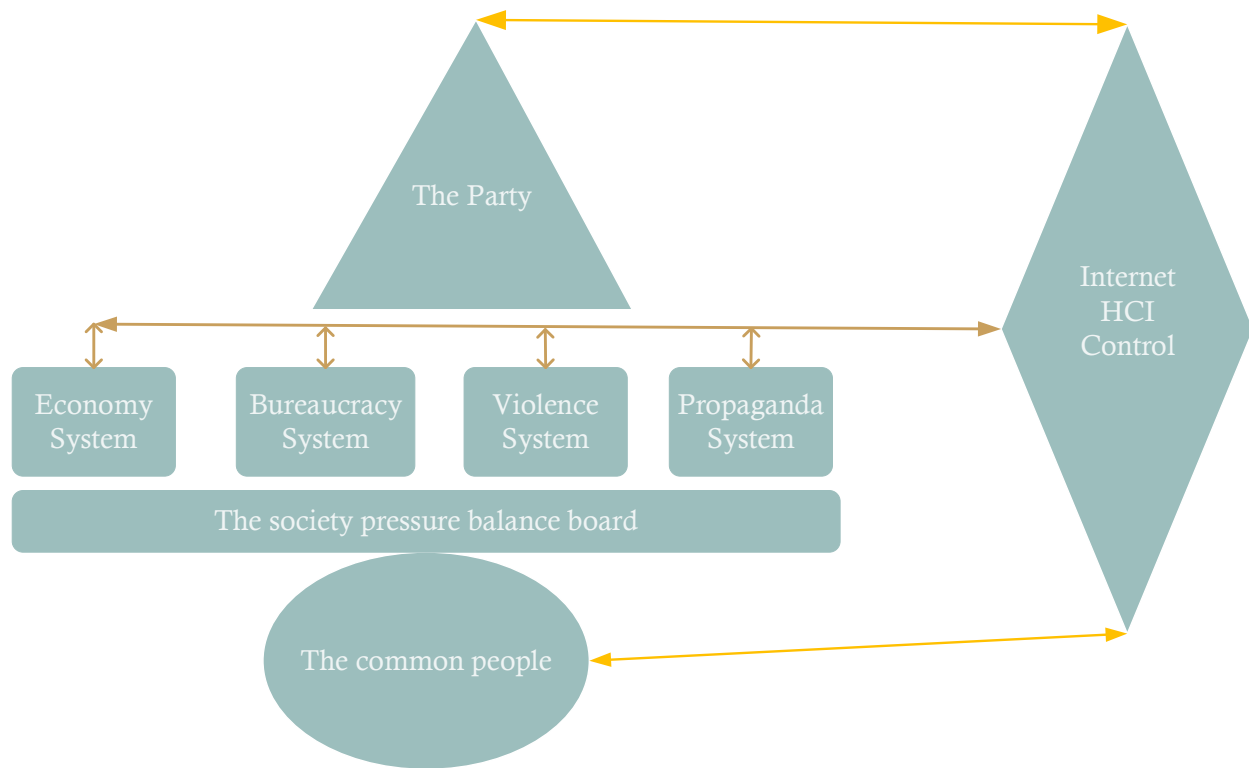 The Party
Internet
HCI
Control
Economy
System
Bureaucracy
System
Violence
System
Propaganda
System
The society pressure balance board
The common people